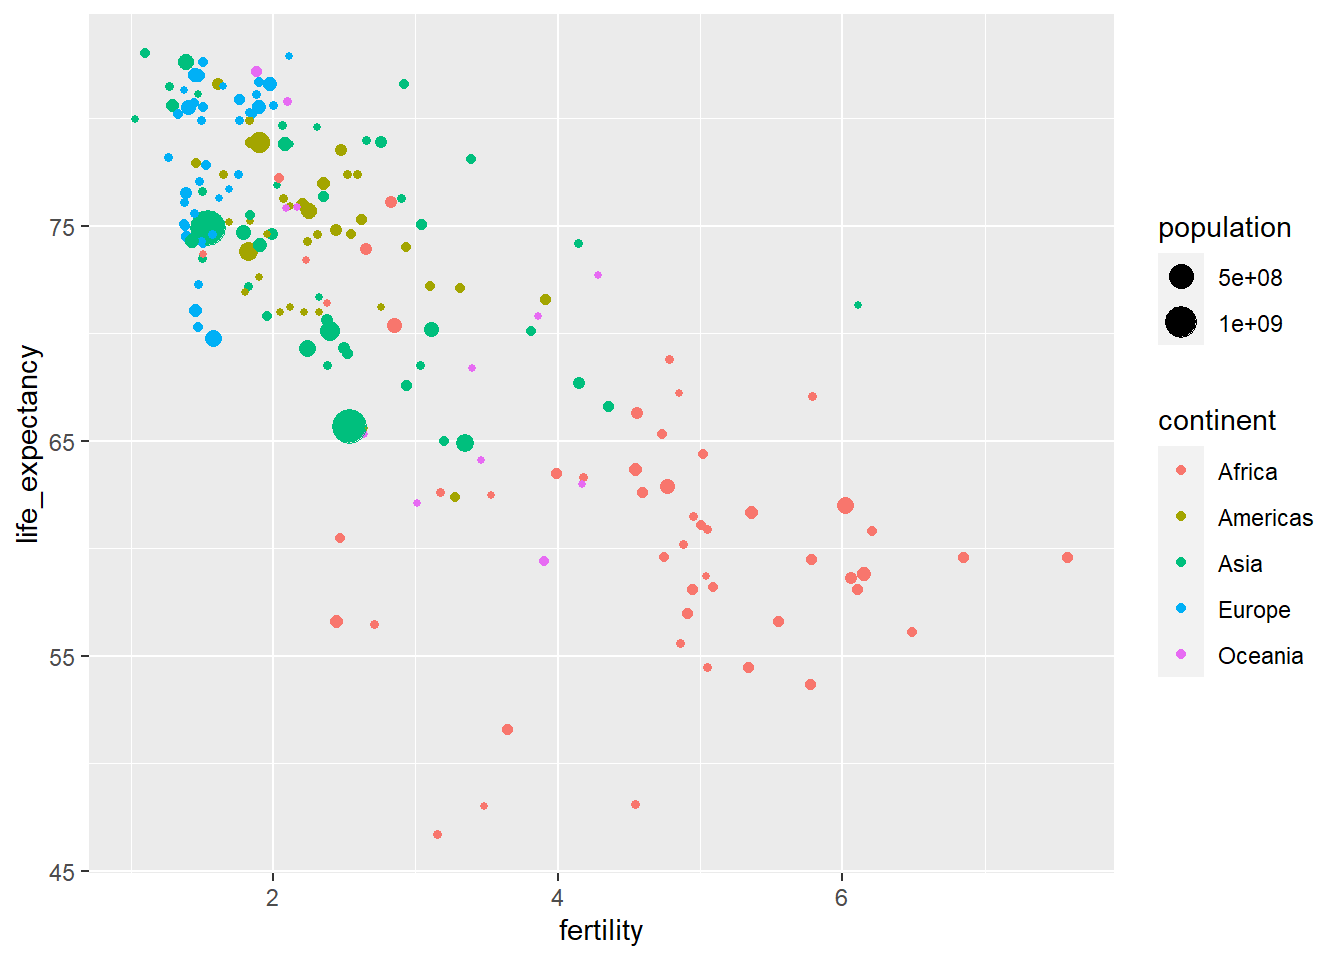 life_expectancy
75
65
55
45
2
4
6
fertility
population
5e+08
1e+09
continent
Africa
Americas
Asia
Europe
Oceania